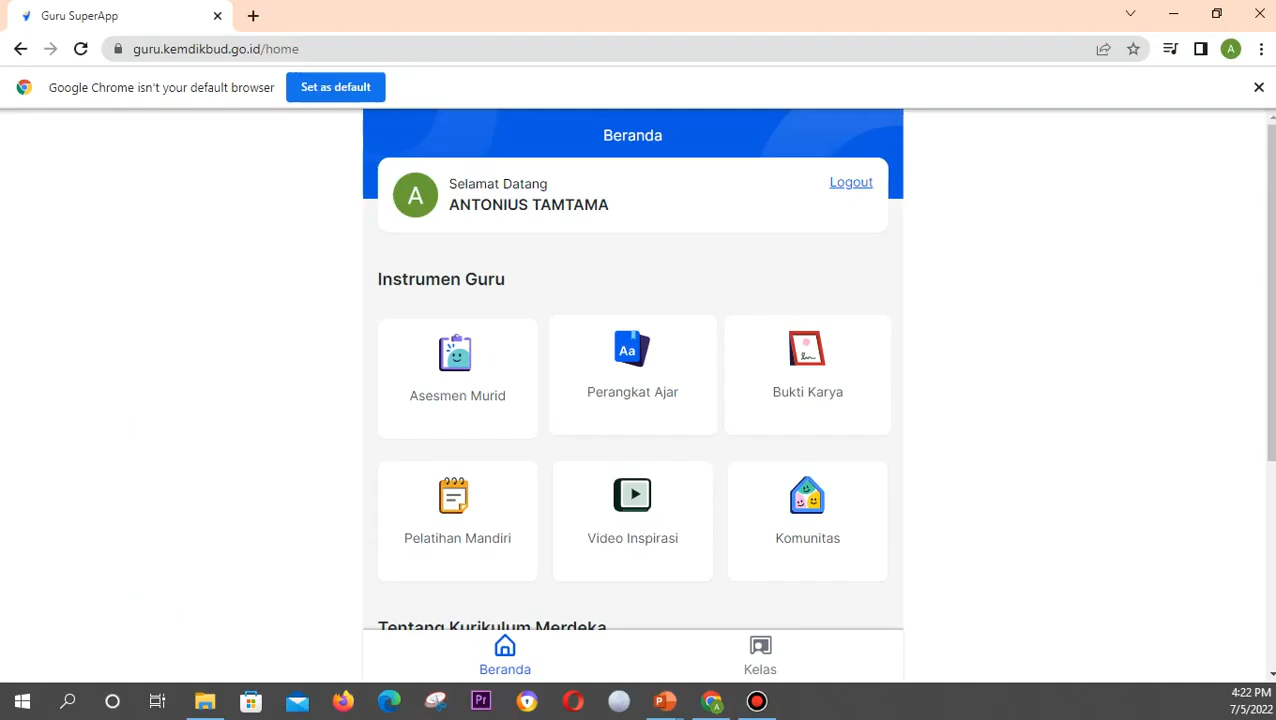 Guru SuperApp
guru.kemdikbud.go.id/home
A
Google Chrome isn't your default browser
Set as default
Beranda
A
Selamat Datang
ANTONIUS TAMTAMA
Logout
Instrumen Guru
Asesmen Murid
Aa
Perangkat Ajar
Bukti Karya
Pelatihan Mandiri
Video Inspirasi
Komunitas
Tentang Kurikulum Merdeka
Beranda
Kelas
Pr
P
A
4:22 PM
7/5/2022